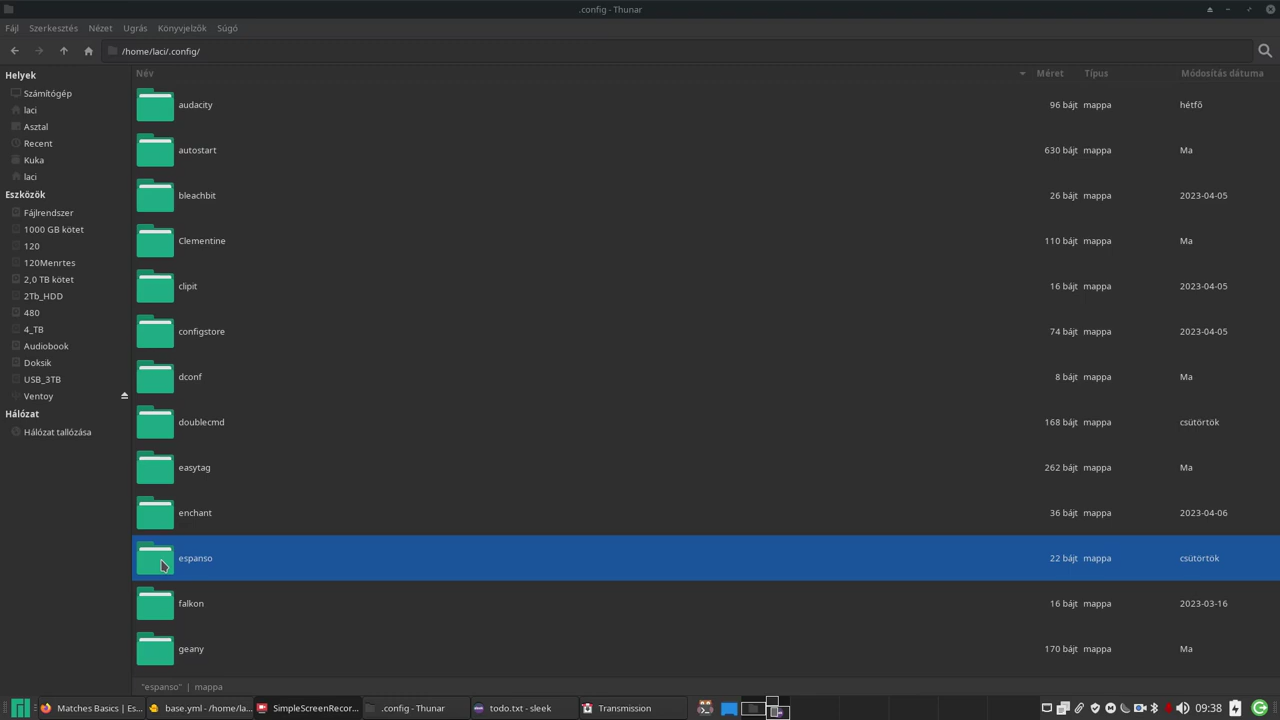 .config - Thunar
Fájl Szerkesztés Nézet Ugrás Könyvjelzők Súgó
/home/laci/.config/
Helyek
Számítógép
laci
Asztal
Recent
Kuka
laci
Eszközök
Fájlrendszer
1000 GB kötet
120
120Menrtes
2,0 TB kötet
2Tb_HDD
480
4_TB
Audiobook
Doksik
USB_3TB
Ventoy
Hálózat
Hálózat tallózása
Név Méret Típus Módosítás dátuma
audacity 96 bájt mappa hétfő
autostart 630 bájt mappa Ma
bleachbit 26 bájt mappa 2023-04-05
Clementine 110 bájt mappa Ma
clipit 16 bájt mappa 2023-04-05
configstore 74 bájt mappa 2023-04-05
dconf 8 bájt mappa Ma
doublecmd 168 bájt mappa csütörtök
easytag 262 bájt mappa Ma
enchant 36 bájt mappa 2023-04-06
espanso 22 bájt mappa csütörtök
falkon 16 bájt mappa 2023-03-16
geany 170 bájt mappa Ma
"espanso" | mappa
Matches Basics | Es... base.yml - /home/la... SimpleScreenRecor... .config - Thunar todo.txt - sleek Transmission 09:38